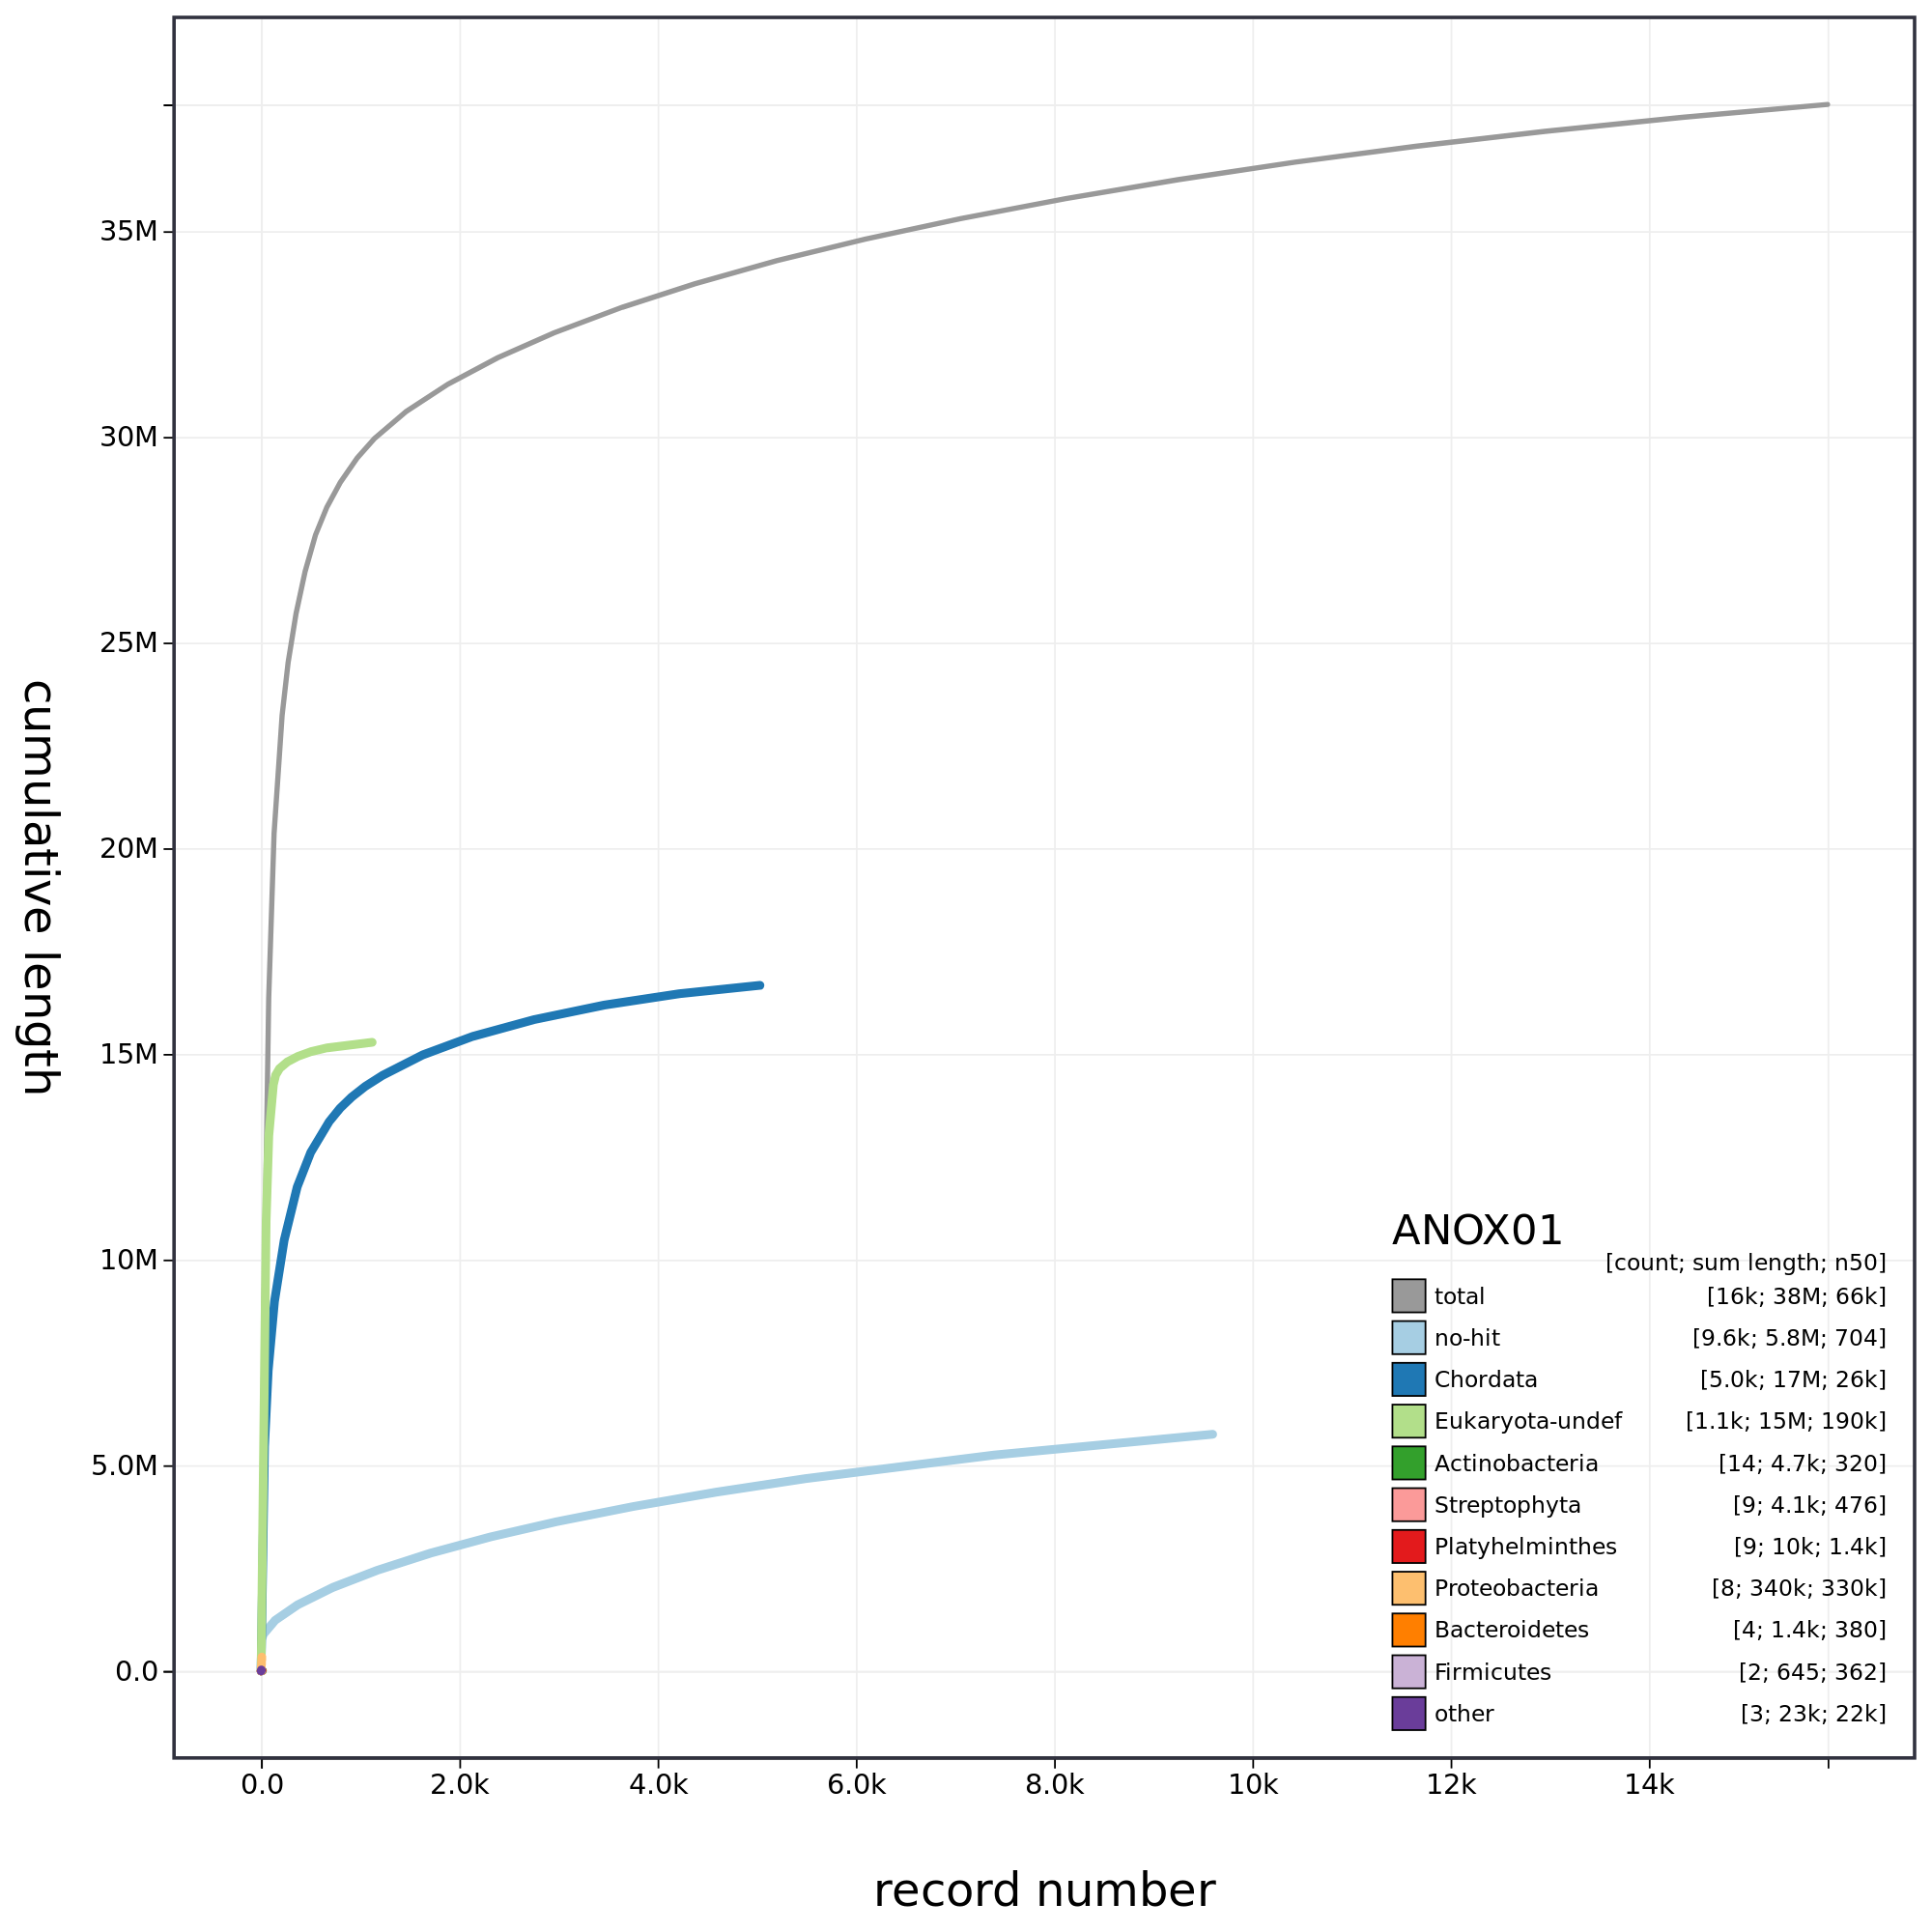 35M
30M
25M
20M
15M
10M
5.0M
0.0
cumulative length
ANOX01
[count; sum length; n50]
total [16k; 38M; 66k]
no-hit [9.6k; 5.8M; 704]
Chordata [5.0k; 17M; 26k]
Eukaryota-undef [1.1k; 15M; 190k]
Actinobacteria [14; 4.7k; 320]
Streptophyta [9; 4.1k; 476]
Platyhelminthes [9; 10k; 1.4k]
Proteobacteria [8; 340k; 330k]
Bacteroidetes [4; 1.4k; 380]
Firmicutes [2; 645; 362]
other [3; 23k; 22k]
0.0 2.0k 4.0k 6.0k 8.0k 10k 12k 14k
record number